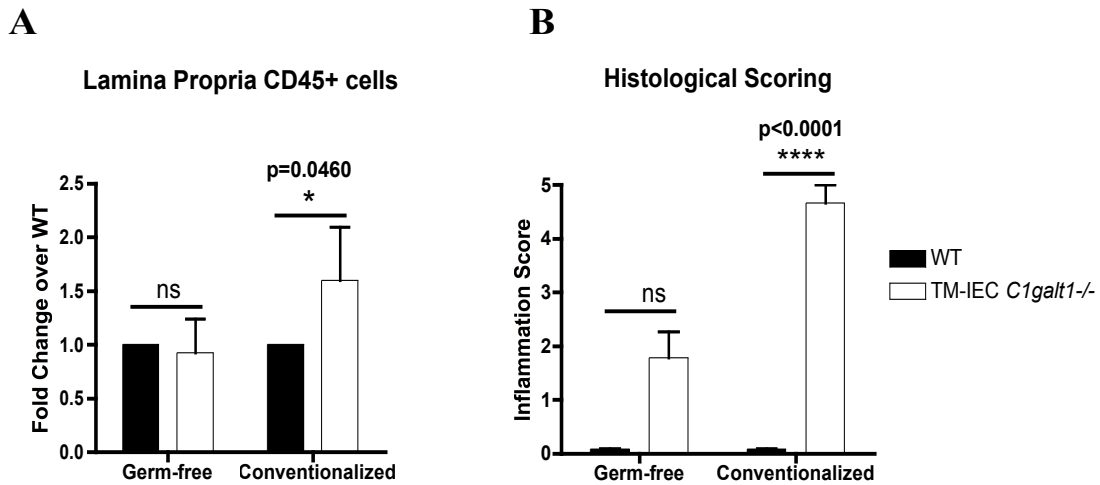 A
Lamina Propria CD45+ cells
Fold Change over WT
2.5
2.0
1.5
1.0
0.5
0.0
ns
p=0.0460
*
Germ-free
Conventionalized
B
Histological Scoring
Inflammation Score
5
4
3
2
1
0
ns
p<0.0001
****
Germ-free
Conventionalized
WT
TM-IEC C1galt1-/-